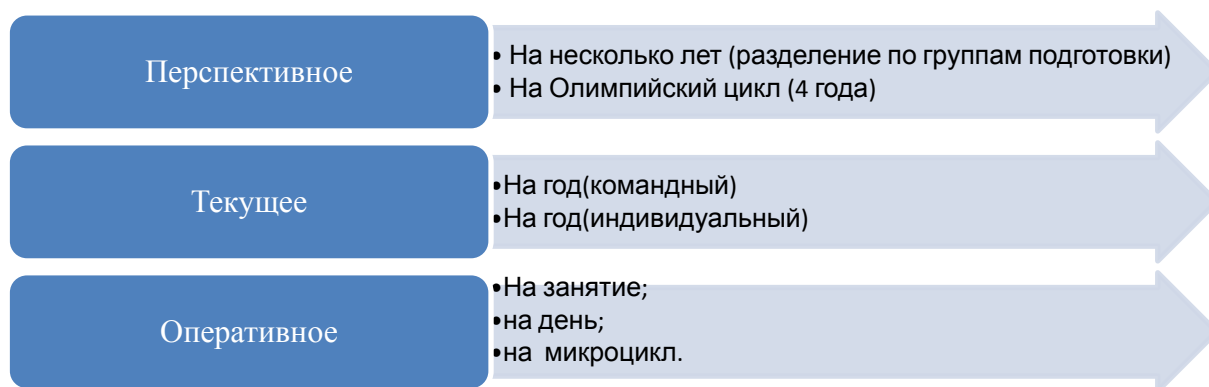 Перспективное
• На несколько лет (разделение по группам подготовки)
• На Олимпийский цикл (4 года)
Текущее
•На год(командный)
•На год(индивидуальный)
Оперативное
•На занятие;
•на день;
•на микроцикл.